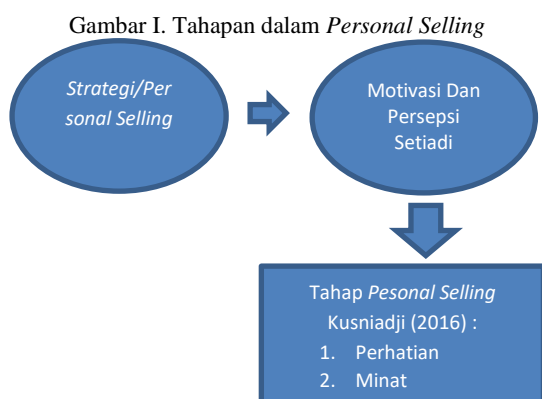 Gambar I. Tahapan dalam Personal Selling
Strategi/Per
sonal Selling
Motivasi Dan
Persepsi
Setiadi
Tahap Pesonal Selling
Kusniadji (2016) :
1. Perhatian
2. Minat